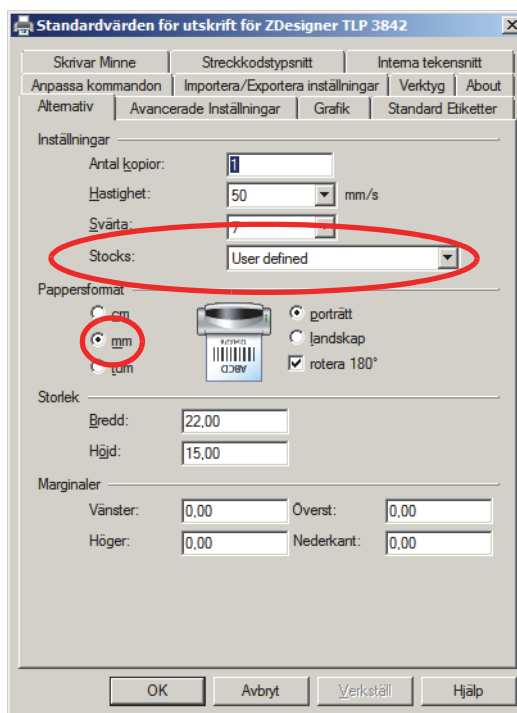 Standardvärden för utskrift för ZDesigner TLP 3842
Skrivar Minne Streckkodstypsnitt Interna teckensnitt
Anpassa kommandon Importera/Exportera inställningar Verktyg About
Alternativ Avancerade Inställningar Grafik Standard Etiketter
Inställningar
Antal kopior: 1
Hastighet: 50 mm/s
Svärta: 7
Stocks: User defined
Pappersformat
cm porträtt
mm landskap
tum rotera 180°
ABCD
Storlek
Bredd: 22,00
Höjd: 15,00
Marginaler
Vänster: 0,00 Överst: 0,00
Höger: 0,00 Nederkant: 0,00
OK Avbryt Verkställ Hjälp